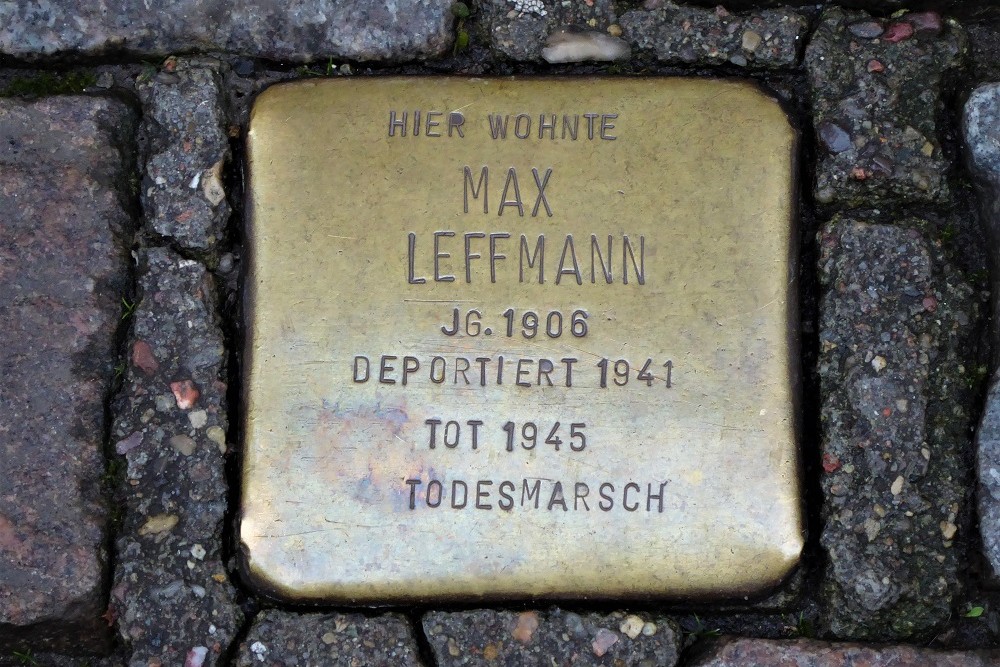 HIER WOHNTE
MAX
LEFFMANN
JG. 1906
DEPORTIERT 1941
TOT 1945
TODESMARSCH